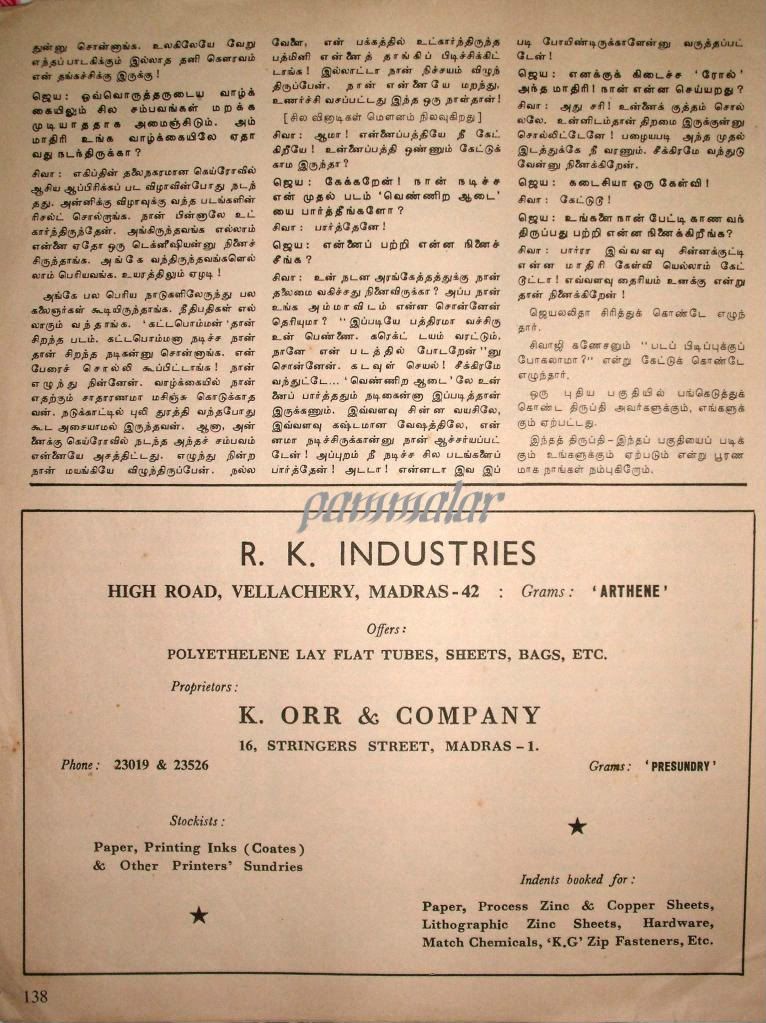 துன்னு சொன்னாங்க. உலகிலேயே வேறு
எந்தப் பாடகிக்கும் இல்லாத தனி கௌரவம்
என் தங்கச்சிக்கு இருக்கு!
ஜெய: ஒவ்வொருத்தருடைய வாழ்க்
கையிலும் சில சம்பவங்கள் மறக்க
முடியாததாக அமைஞ்சிடும். அம்
மாதிரி உங்க வாழ்க்கையிலே ஏதா
வது நடந்திருக்கா?
சிவா: எகிப்தின் தலைநகரமான கெய்ரோவில்
ஆசிய ஆப்பிரிக்கப் பட விழாவின்போது நடந்
தது. அன்னிக்கு விழாவுக்கு வந்த படங்களின்
ரிசல்ட் சொல்றாங்க. நான் பின்னாலே உட்
கார்ந்திருந்தேன். அங்கிருந்தவங்க எல்லாம்
என்னை ஏதோ ஒரு டெக்னீஷியன்னு நினைச்
சிருந்தாங்க. அங்கே வந்திருந்தவங்களெல்
லாம் பெரியவங்க. உயரத்திலும் ஏமுடி!
அங்கே பல பெரிய நாடுகளிலேருந்து பல
கலைஞர்கள் கூடியிருந்தாங்க. நீதிபதிகள் எல்
லாரும் வந்தாங்க. 'கட்டபொம்மன்' தான்
சிறந்த படம். கட்டபொம்மனா நடிச்ச நான்
தான் சிறந்த நடிகன்னு சொன்னாங்க. என்
பேரைச் சொல்லி கூப்பிட்டாங்க! நான்
எழுந்து நின்னேன். வாழ்க்கையில் நான்
எதற்கும் சாதாரணமா மசிஞ்சு கொடுக்காத
வன். நடுக்காட்டில் புலி துரத்தி வந்தபோது
கூட அசையாமல் இருந்தவன். ஆனா, அன்
னைக்கு கெய்ரோவில் நடந்த அந்தச் சம்பவம்
என்னையே அசத்திட்டது. எழுந்து நின்ற
நான் மயங்கியே விழுந்திருப்பேன். நல்ல
வேளை, என் பக்கத்தில் உட்கார்ந்திருந்த
பத்மினி என்னைத் தாங்கிப் பிடிச்சிக்கிட்
டாங்க! இல்லாட்டா நான் நிச்சயம் விழுந்
திருப்பேன். நான் என்னையே மறந்து,
உணர்ச்சி வசப்பட்டது இந்த ஒரு நாள்தான்!
[சில வினாடிகள் மௌனம் நிலவுகிறது]
சிவா: ஆமா! என்னைப்பத்தியே நீ கேட்
கிறீயே! உன்னைப்பத்தி ஒண்ணும் கேட்டுக்
காம இருந்தா?
ஜெய: கேக்கறேன்! நான் நடிச்ச
என் முதல் படம் 'வெண்ணிற ஆடை'
யை பார்த்தீங்களோ?
சிவா: பார்த்தேனே!
ஜெய: என்னைப் பற்றி என்ன நினைச்
சீங்க?
சிவா: உன் நடன அரங்கேத்தத்துக்கு நான்
தலைமை வகிச்சது நினைவிருக்கா? அப்ப நான்
உங்க அம்மாவிடம் என்ன சொன்னேன்
தெரியுமா? "இப்படியே பத்திரமா வச்சிரு
உன் பெண்ணை. கரெக்ட் டயம் வரட்டும்.
நானே என் படத்தில் போடறேன்"னு
சொன்னேன். கடவுள் செயல்! சீக்கிரமே
வந்துட்டே... 'வெண்ணிற ஆடை'லே உன்
னைப் பார்த்ததும் நடிகைன்னா இப்படித்தான்
இருக்கணும். இவ்வளவு சின்ன வயசிலே,
இவ்வளவு கஷ்டமான வேஷத்திலே, என்
னமா நடிச்சிருக்கான்னு நான் ஆச்சர்யப்பட்
டேன்! அப்புறம் நீ நடிச்ச சில படங்களைப்
பார்த்தேன்! அடடா! என்னடா இவ இப்
படி போயிண்டிருக்காளேன்னு வருத்தப்பட்
டேன்!
ஜெய: எனக்குக் கிடைச்ச 'ரோல்'
அந்த மாதிரி! நான் என்ன செய்யறது?
சிவா: அது சரி! உன்னைக் குத்தம் சொல்
லலே. உன்னிடம்தான் திறமை இருக்குன்னு
சொல்லிட்டேனே! பழையபடி அந்த முதல்
இடத்துக்கே நீ வரணும். சீக்கிரமே வந்துடு
வேன்னு நினைக்கிறேன்.
ஜெய: கடைசியா ஒரு கேள்வி!
சிவா: கேட்டுடு!
ஜெய: உங்களை நான் பேட்டி காண வந்
திருப்பது பற்றி என்ன நினைக்கிறீங்க?
சிவா: பார்ரா இவ்வளவு சின்னக்குட்டி
என்ன மாதிரி கேள்வி யெல்லாம் கேட்
டூட்டா! எவ்வளவு தைரியம் உனக்கு என்று
தான் நினைக்கிறேன்!
ஜெயலலிதா சிரித்துக் கொண்டே எழுந்
தார்.
சிவாஜி கணேசனும் "படப் பிடிப்புக்குப்
போகலாமா?" என்று கேட்டுக் கொண்டே
எழுந்தார்.
ஒரு புதிய பகுதியில் பங்கெடுத்துக்
கொண்ட திருப்தி அவர்களுக்கும், எங்களுக்
கும் ஏற்பட்டது.
இந்தத் திருப்தி-இந்தப் பகுதியைப் படிக்
கும் உங்களுக்கும் ஏற்படும் என்று பூரண
மாக நாங்கள் நம்புகிறோம்.
pammalar
R. K. INDUSTRIES
HIGH ROAD, VELLACHERY, MADRAS-42 : Grams: 'ARTHENE'
Offers:
POLYETHELENE LAY FLAT TUBES, SHEETS, BAGS, ETC.
Proprietors:
K. ORR & COMPANY
16, STRINGERS STREET, MADRAS-1.
Phone: 23019 & 23526 Grams: 'PRESUNDRY'
Stockists:
Paper, Printing Inks (Coates)
& Other Printers' Sundries
Indents booked for:
Paper, Process Zinc & Copper Sheets,
Lithographic Zinc Sheets, Hardware,
Match Chemicals, 'K.G' Zip Fasteners, Etc.
138